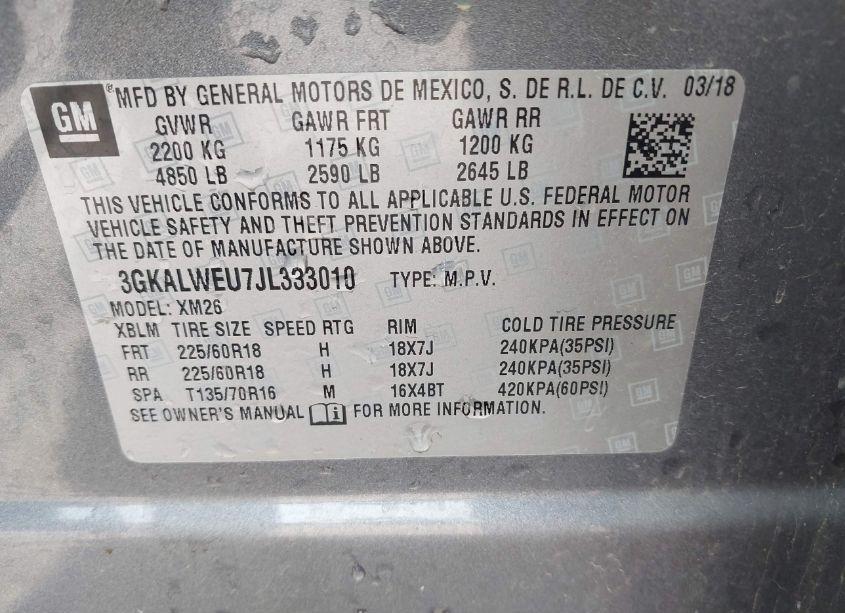 GM ® MFD BY GENERAL MOTORS DE MEXICO, S. DE R.L. DE C.V. 03/18
GVWR GAWR FRT GAWR RR
2200 KG 1175 KG 1200 KG
4850 LB 2590 LB 2645 LB
THIS VEHICLE CONFORMS TO ALL APPLICABLE U.S. FEDERAL MOTOR
VEHICLE SAFETY AND THEFT PREVENTION STANDARDS IN EFFECT ON
THE DATE OF MANUFACTURE SHOWN ABOVE.
3GKALWEU7JL333010 TYPE: M.P.V.
MODEL: XM26
XBLM TIRE SIZE SPEED RTG RIM COLD TIRE PRESSURE
FRT 225/60R18 H 18X7J 240KPA(35PSI)
RR 225/60R18 H 18X7J 240KPA(35PSI)
SPA T135/70R16 M 16X4BT 420KPA(60PSI)
SEE OWNER'S MANUAL FOR MORE INFORMATION.